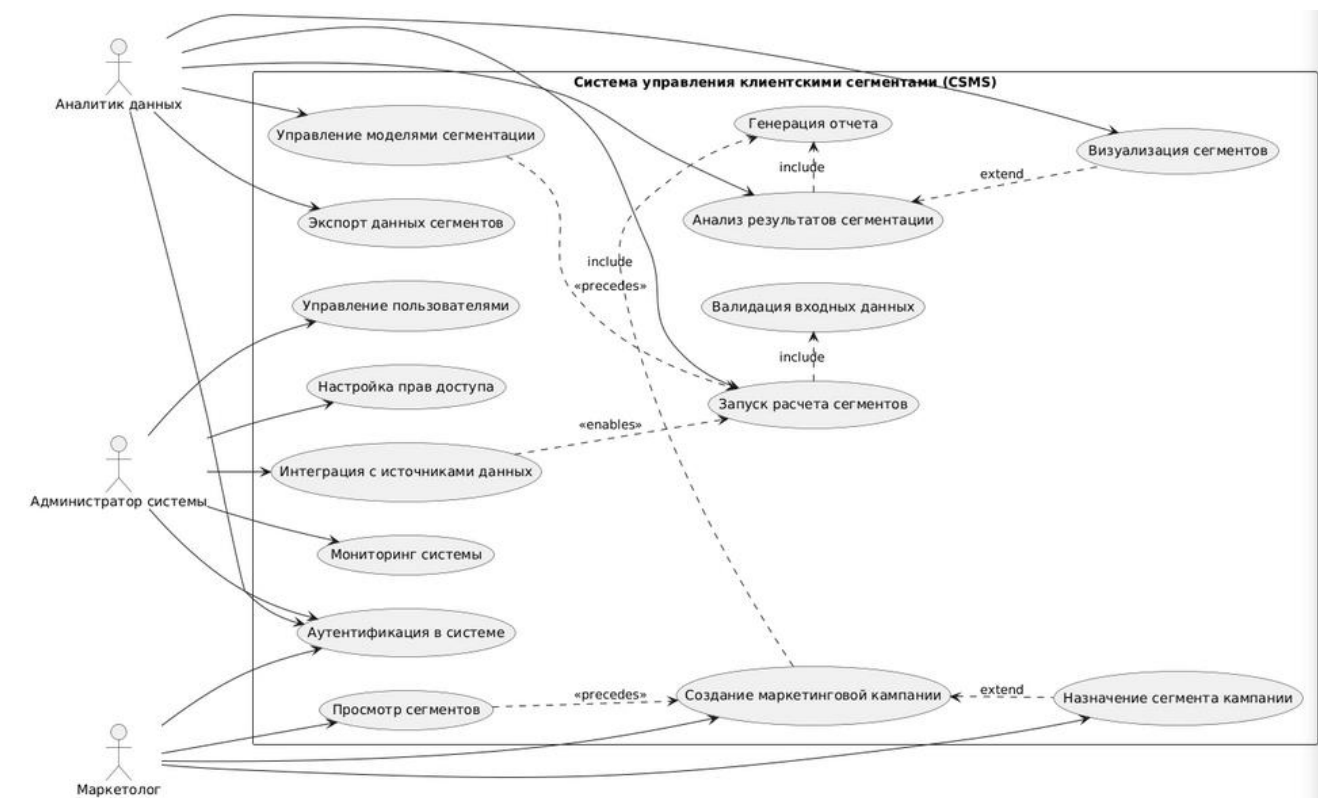 Система управления клиентскими сегментами (CSMS)
Аналитик данных
Управление моделями сегментации
Генерация отчета
Визуализация сегментов
include
extend
Экспорт данных сегментов
Анализ результатов сегментации
include
«precedes»
Управление пользователями
Валидация входных данных
include
Настройка прав доступа
Запуск расчета сегментов
«enables»
Интеграция с источниками данных
Администратор системы
Мониторинг системы
Аутентификация в системе
Просмотр сегментов
«precedes»
Создание маркетинговой кампании
extend
Назначение сегмента кампании
Маркетолог